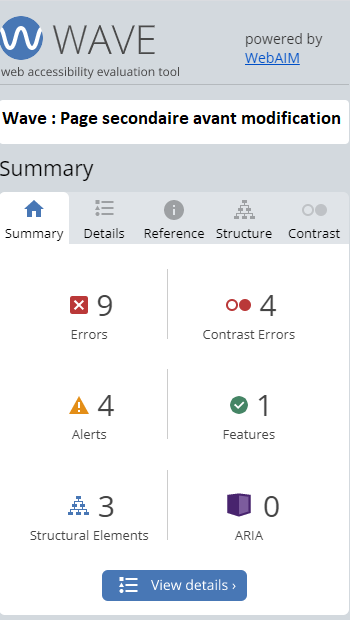 WAVE
powered by
WebAIM
web accessibility evaluation tool
Wave : Page secondaire avant modification
Summary
Summary Details Reference Structure Contrast
9 4
Errors Contrast Errors
4 1
Alerts Features
3 0
Structural Elements ARIA
View details ›